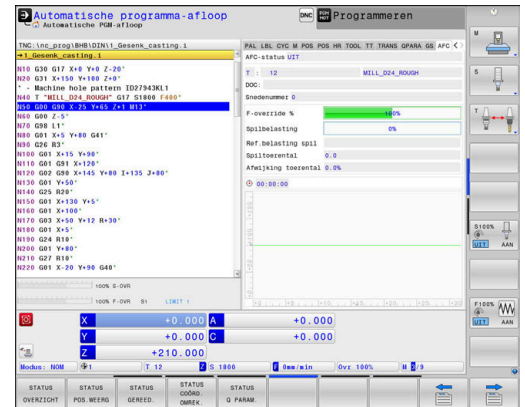 Automatische programma-afloop
Automatische PGM-afloop
DNC
Programmeren
TNC:\nc_prog\BHB\DIN\1_Gesenk_casting.i
→1_Gesenk_casting.i
N10 G30 G17 X+0 Y+0 Z-20*
N20 G31 X+150 Y+100 Z+0*
* - Machine hole pattern ID27943KL1
N40 T "MILL_D24_ROUGH" G17 S1800 F400*
N50 G00 G90 X-25 Y+65 Z+1 M13*
N60 G00 Z-5*
N70 G98 L1*
N80 G01 X+5 Y+80 G41*
N90 G26 R3*
N100 G01 X+15 Y+90*
N110 G01 G91 X+120*
N120 G02 G90 X+145 Y+80 I+135 J+80*
N130 G01 Y+50*
N140 G25 R20*
N150 G01 X+130 Y+5*
N160 G01 X+100*
N170 G03 X+50 Y+12 R+30*
N180 G01 X+5*
N190 G24 R10*
N200 G01 Y+80*
N210 G27 R10*
N220 G01 X-20 Y+90 G40*
100% S-OVR
100% F-OVR S1 LIMIT 1
PAL LBL CYC M POS POS HR TOOL TT TRANS QPARA GS AFC
AFC-status UIT
T : 12 MILL_D24_ROUGH
DOC:
Snedenummer 0
F-override % 100%
Spilbelasting 0%
Ref.belasting spil
Spiltoerental 0.0
Afwijking toerental 0.0%
00:00:00
X +0.000 A +0.000
Y +0.000 C +0.000
Z +210.000
Modus: NOM 1 T 12 Z S 1800 F 0mm/min Ovr 100% M 5/9
STATUS OVERZICHT
STATUS POS.WEERG
STATUS GEREED.
STATUS COÖRD. OMREK.
STATUS Q PARAM.
M
S
T
S100%
UIT AAN
F100%
UIT AAN